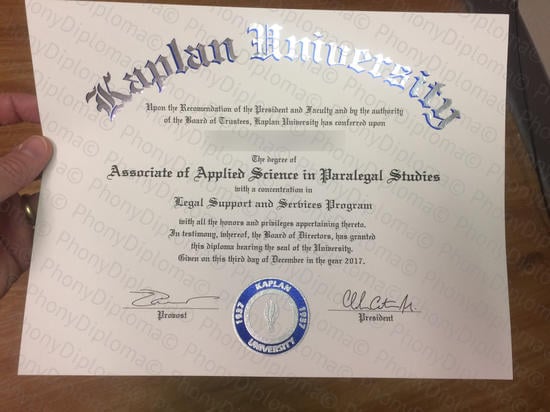 Kaplan University
Upon the Recomendation of the President and Faculty and by the authority
of the Board of Trustees, Kaplan University has conferred upon
The degree of
Associate of Applied Science in Paralegal Studies
with a concentration in
Legal Support and Services Program
with all the honors and privileges appertaining thereto.
In testimony, whereof, the Board of Directors, has granted
this diploma bearing the seal of the University.
Given on this third day of December in the year 2017.
Provost
KAPLAN
1937 1937
UNIVERSITY
President
PhonyDiploma©